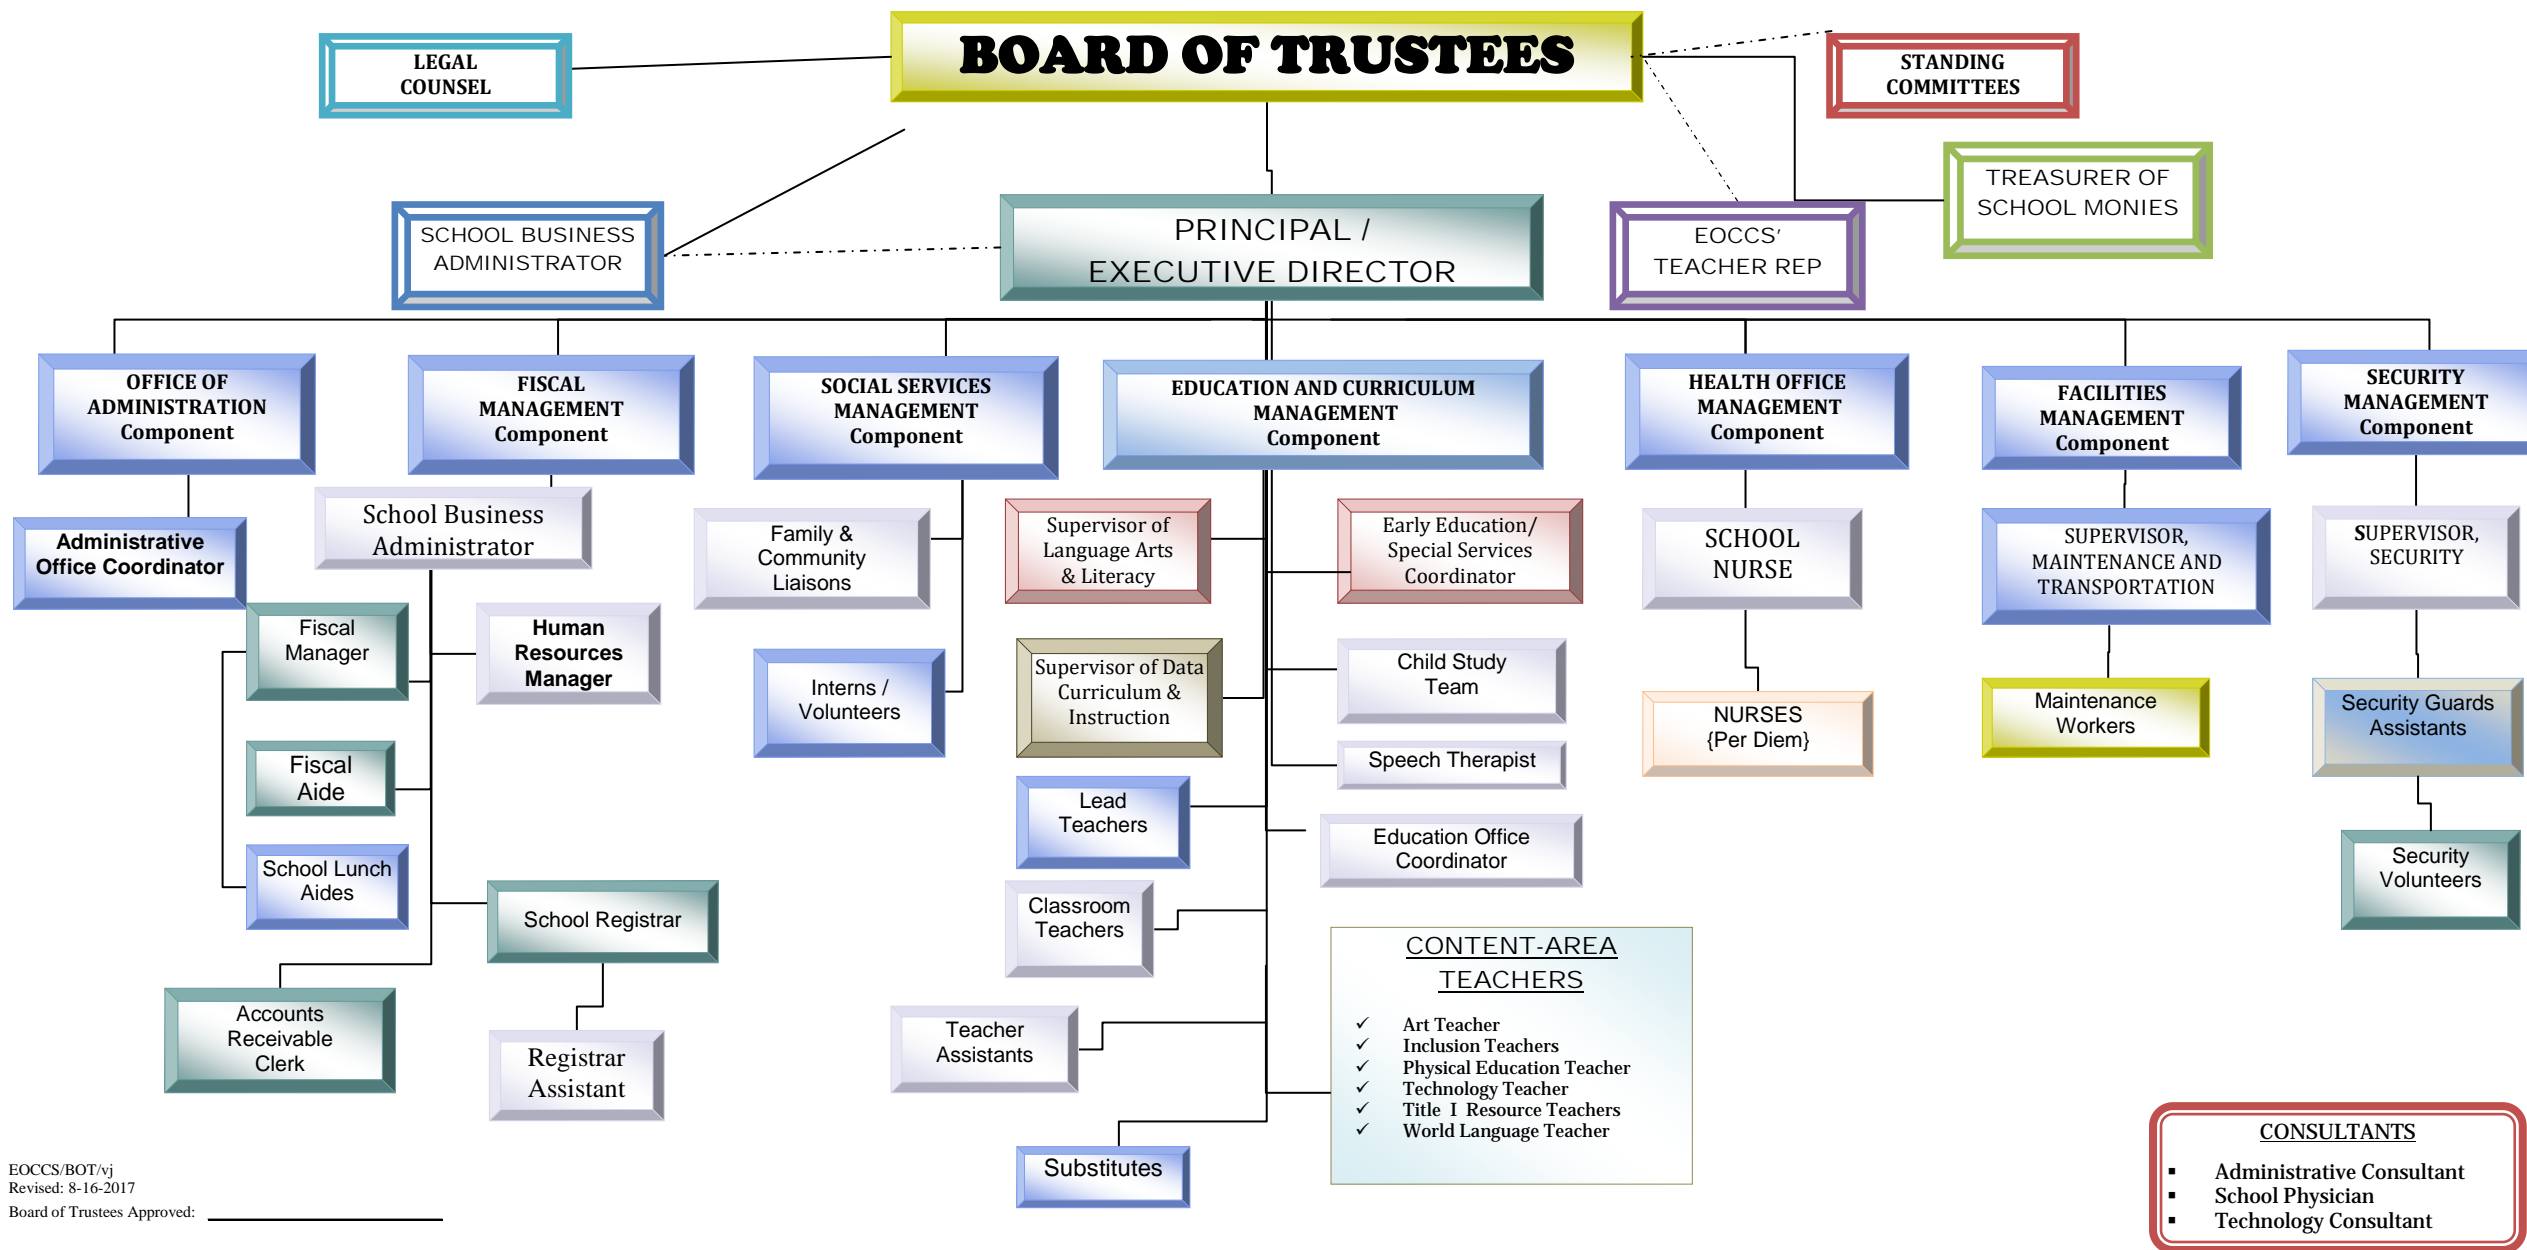 BOARD OF TRUSTEES
LEGAL
COUNSEL
STANDING
COMMITTEES
TREASURER OF
SCHOOL MONIES
SCHOOL BUSINESS
ADMINISTRATOR
PRINCIPAL /
EXECUTIVE DIRECTOR
EOCCS’
TEACHER REP
OFFICE OF
ADMINISTRATION
Component
FISCAL
MANAGEMENT
Component
SOCIAL SERVICES
MANAGEMENT
Component
EDUCATION AND CURRICULUM
MANAGEMENT
Component
HEALTH OFFICE
MANAGEMENT
Component
FACILITIES
MANAGEMENT
Component
SECURITY
MANAGEMENT
Component
Administrative
Office Coordinator
School Business
Administrator
Fiscal
Manager
Human
Resources
Manager
Fiscal
Aide
School Lunch
Aides
School Registrar
Accounts
Receivable
Clerk
Registrar
Assistant
Family &
Community
Liaisons
Interns /
Volunteers
Supervisor of
Language Arts
& Literacy
Early Education/
Special Services
Coordinator
Supervisor of Data
Curriculum &
Instruction
Child Study
Team
Speech Therapist
Lead
Teachers
Education Office
Coordinator
Classroom
Teachers
Teacher
Assistants
Substitutes
CONTENT-AREA
TEACHERS
✓ Art Teacher
✓ Inclusion Teachers
✓ Physical Education Teacher
✓ Technology Teacher
✓ Title I Resource Teachers
✓ World Language Teacher
SCHOOL
NURSE
NURSES
{Per Diem}
SUPERVISOR,
MAINTENANCE AND
TRANSPORTATION
Maintenance
Workers
SUPERVISOR,
SECURITY
Security Guards
Assistants
Security
Volunteers
CONSULTANTS
▪ Administrative Consultant
▪ School Physician
▪ Technology Consultant
EOCCS/BOT/vj
Revised: 8-16-2017
Board of Trustees Approved: